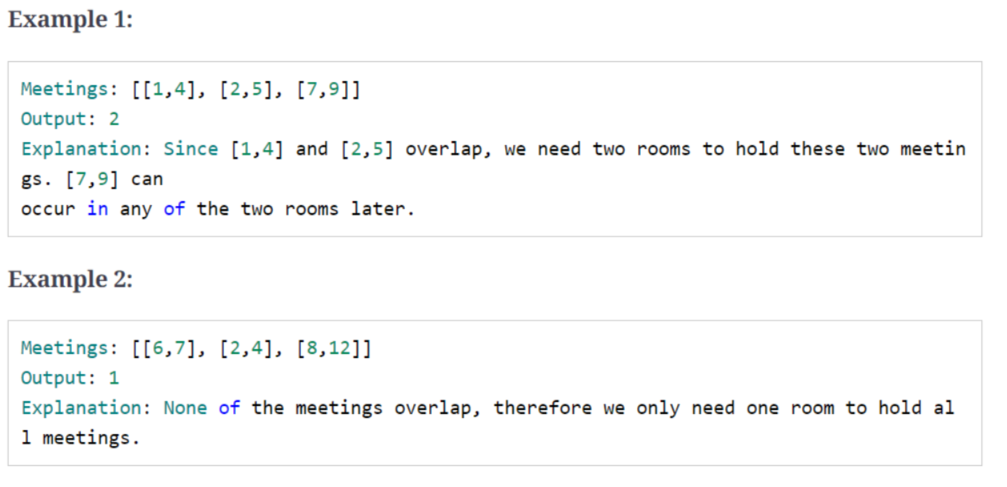 Example 1:
Meetings: [[1,4], [2,5], [7,9]]
Output: 2
Explanation: Since [1,4] and [2,5] overlap, we need two rooms to hold these two meetin
gs. [7,9] can
occur in any of the two rooms later.
Example 2:
Meetings: [[6,7], [2,4], [8,12]]
Output: 1
Explanation: None of the meetings overlap, therefore we only need one room to hold al
l meetings.